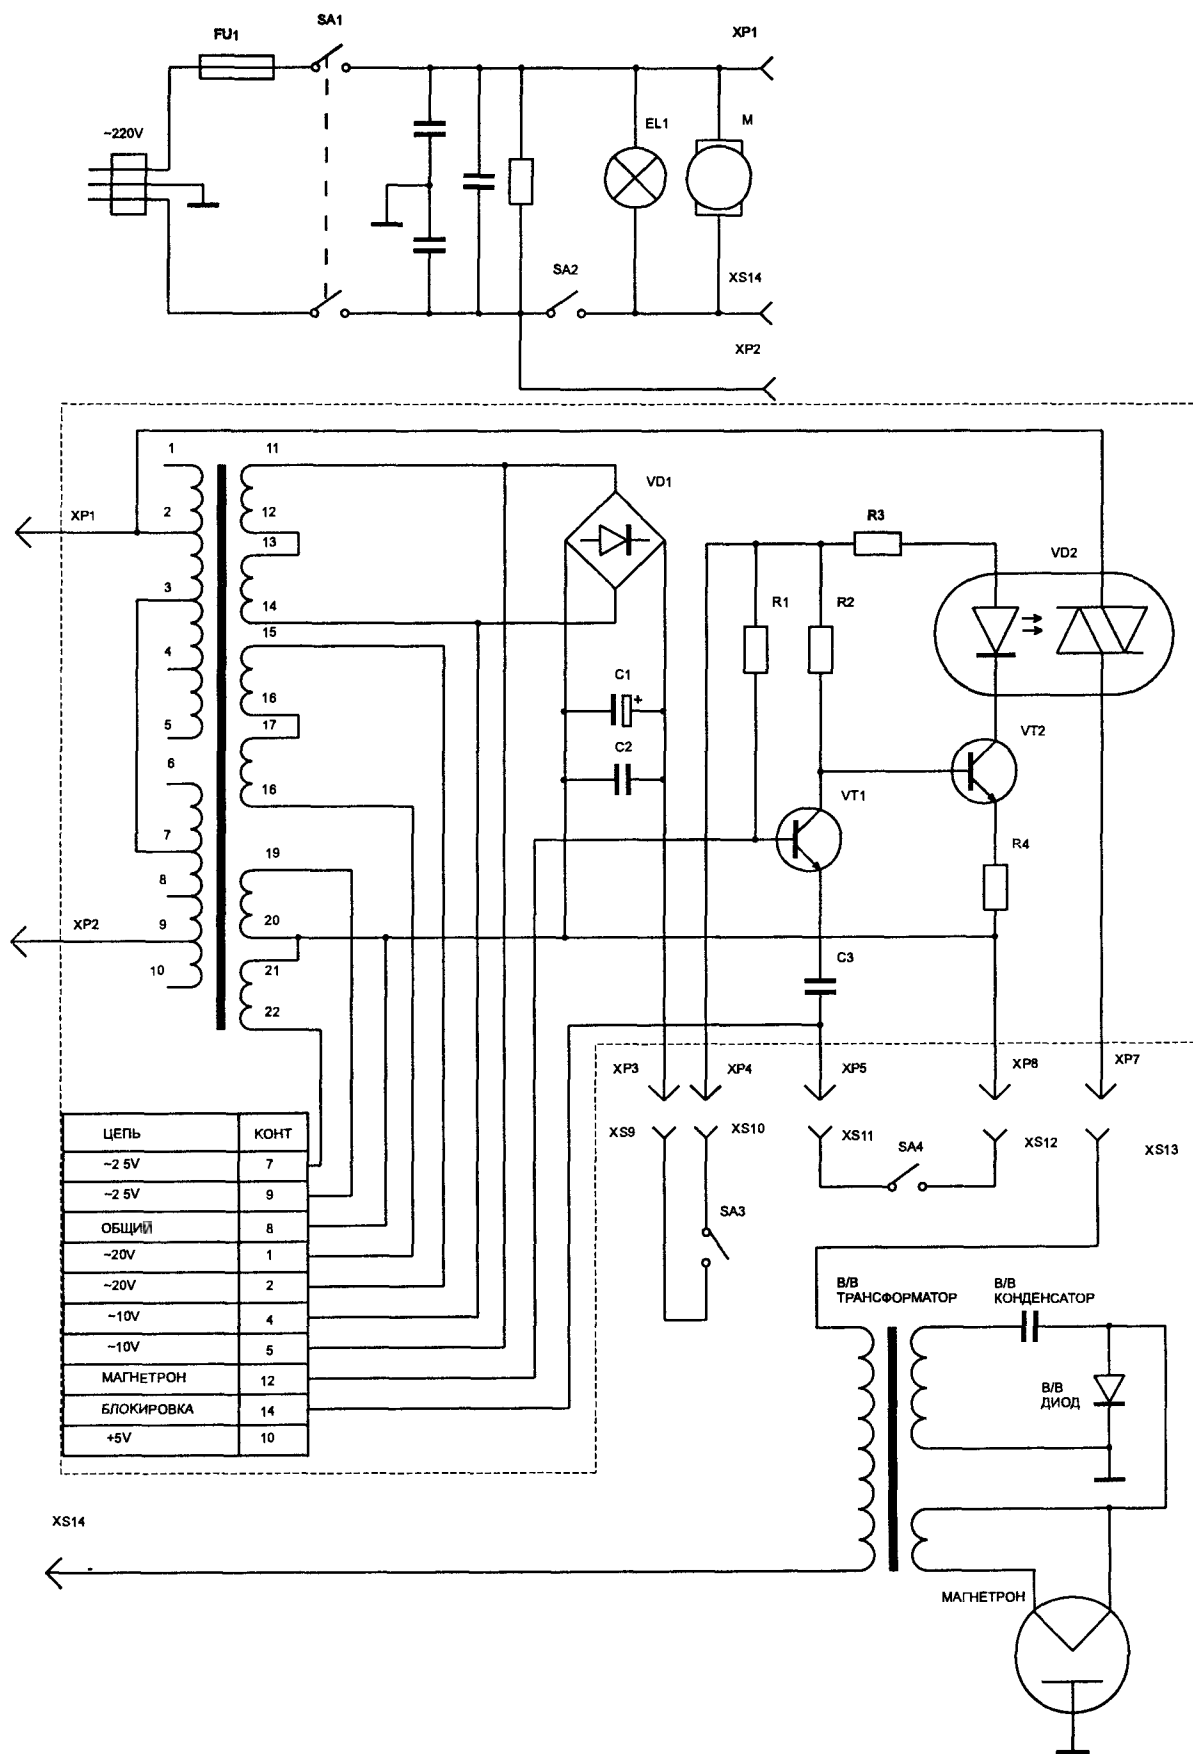 FU1
SA1
XP1
~220V
EL1
M
SA2
XS14
XP2
1
11
XP1
2
12
13
VD1
R3
VD2
3
14
15
R1
R2
4
16
17
C1
+
5
6
16
C2
VT2
VT1
7
19
R4
8
XP2
9
20
C3
10
21
22
XP3
XP4
XP5
XP8
XP7
ЦЕПЬ КОНТ
~2 5V 7
~2 5V 9
ОБЩИЙ 8
~20V 1
~20V 2
~10V 4
~10V 5
МАГНЕТРОН 12
БЛОКИРОВКА 14
+5V 10
XS9
XS10
XS11
SA4
XS12
XS13
SA3
В/В
ТРАНСФОРМАТОР
В/В
КОНДЕНСАТОР
В/В
ДИОД
XS14
МАГНЕТРОН